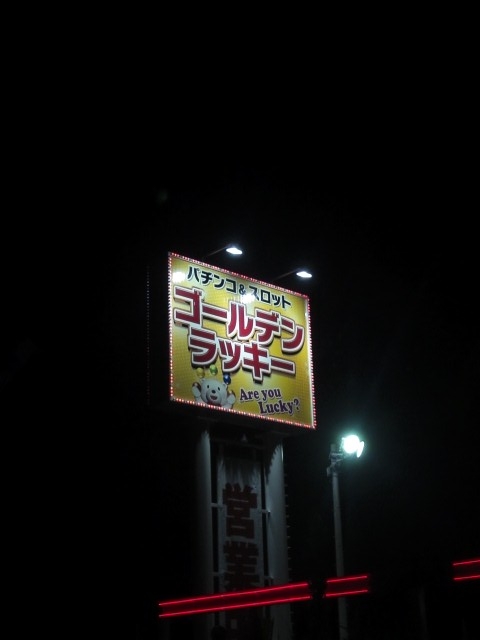 パチンコ&スロット
ゴールデン
ラッキー
Are you
Lucky?
営業